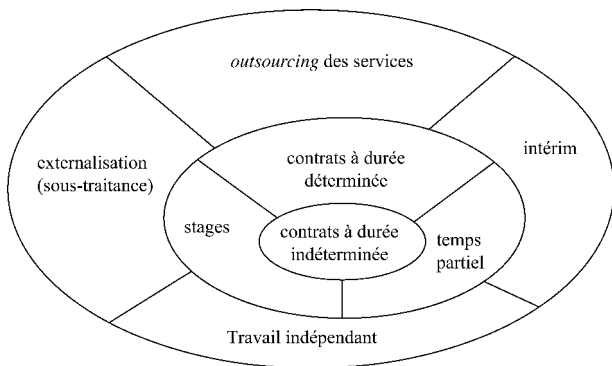 outsourcing des services
externalisation
(sous-traitance)
contrats à durée
déterminée
intérim
stages
contrats à durée
indéterminée
temps
partiel
Travail indépendant